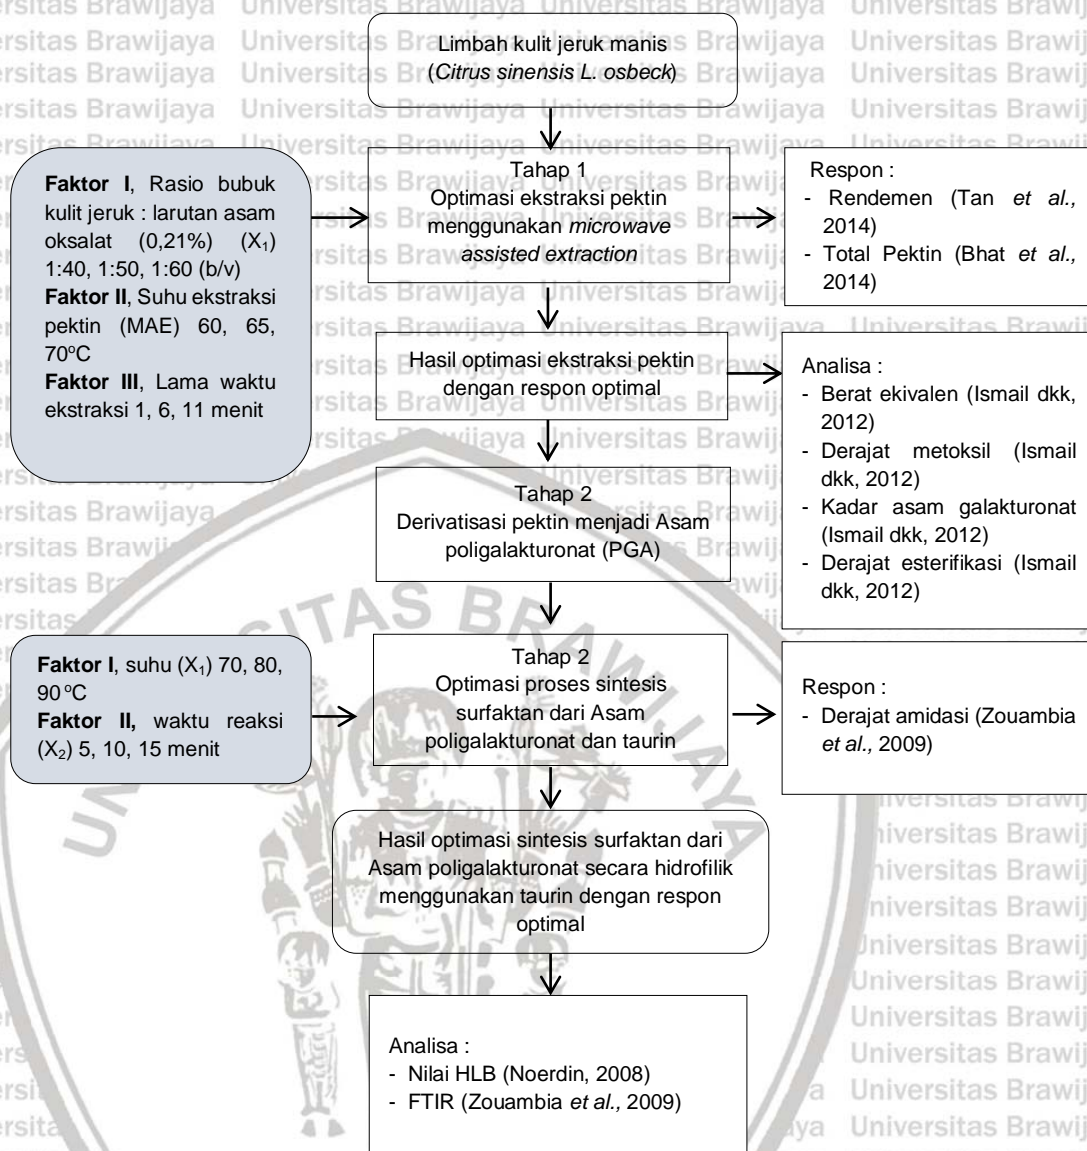 Limbah kulit jeruk manis
(Citrus sinensis L. osbeck)
Faktor I, Rasio bubuk
kulit jeruk : larutan asam
oksalat (0,21%) (X₁)
1:40, 1:50, 1:60 (b/v)
Faktor II, Suhu ekstraksi
pektin (MAE) 60, 65,
70°C
Faktor III, Lama waktu
ekstraksi 1, 6, 11 menit
Tahap 1
Optimasi ekstraksi pektin
menggunakan microwave
assisted extraction
Respon :
- Rendemen (Tan et al.,
2014)
- Total Pektin (Bhat et al.,
2014)
Hasil optimasi ekstraksi pektin
dengan respon optimal
Analisa :
- Berat ekivalen (Ismail dkk,
2012)
- Derajat metoksil (Ismail
dkk, 2012)
- Kadar asam galakturonat
(Ismail dkk, 2012)
- Derajat esterifikasi (Ismail
dkk, 2012)
Tahap 2
Derivatisasi pektin menjadi Asam
poligalakturonat (PGA)
Faktor I, suhu (X₁) 70, 80,
90 °C
Faktor II, waktu reaksi
(X₂) 5, 10, 15 menit
Tahap 2
Optimasi proses sintesis
surfaktan dari Asam
poligalakturonat dan taurin
Respon :
- Derajat amidasi (Zouambia
et al., 2009)
Hasil optimasi sintesis surfaktan dari
Asam poligalakturonat secara hidrofilik
menggunakan taurin dengan respon
optimal
Analisa :
- Nilai HLB (Noerdin, 2008)
- FTIR (Zouambia et al., 2009)
UNIVERSITAS BRAWIJAYA